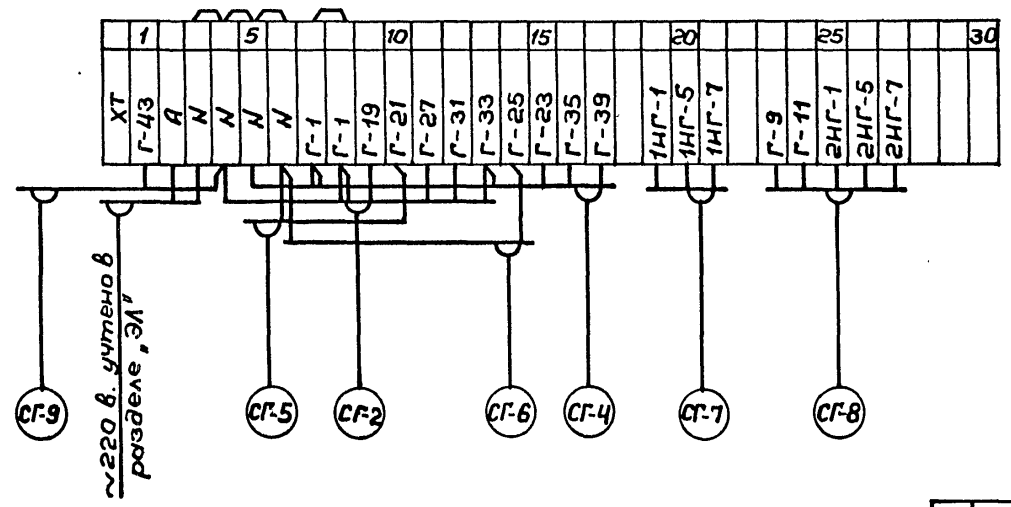 1 5 10 15 20 25 30
ХТ
Г-43
А
N
N
N
N
Г-1
Г-1
Г-19
Г-21
Г-27
Г-31
Г-33
Г-25
Г-23
Г-35
Г-39
1НГ-1
1НГ-5
1НГ-7
Г-9
Г-11
2НГ-1
2НГ-5
2НГ-7
~220 в. учтено в
разделе „ЭЛ"
СГ-9
СГ-5
СГ-2
СГ-6
СГ-4
СГ-7
СГ-8